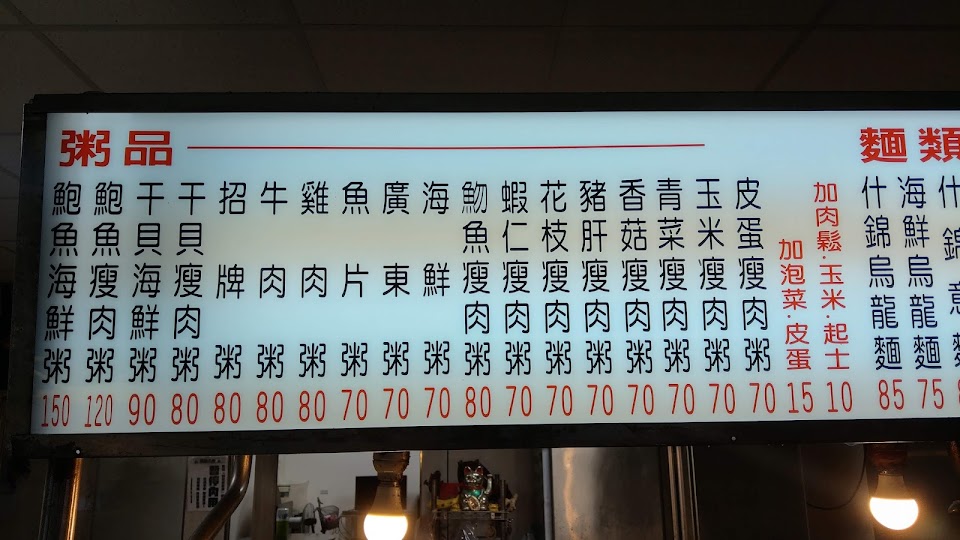 粥品
鮑魚海鮮粥 150
鮑魚瘦肉粥 120
干貝海鮮粥 90
干貝瘦肉粥 80
招牌粥 80
牛肉粥 80
雞肉粥 80
魚片粥 70
廣東粥 70
海鮮粥 70
魩魚瘦肉粥 80
蝦仁瘦肉粥 70
花枝瘦肉粥 70
豬肝瘦肉粥 70
香菇瘦肉粥 70
青菜瘦肉粥 70
玉米瘦肉粥 70
皮蛋瘦肉粥 70
加泡菜·皮蛋 15
加肉鬆·玉米·起士 10
麵類
什錦烏龍麵 85
海鮮烏龍麵 75
什錦意麵